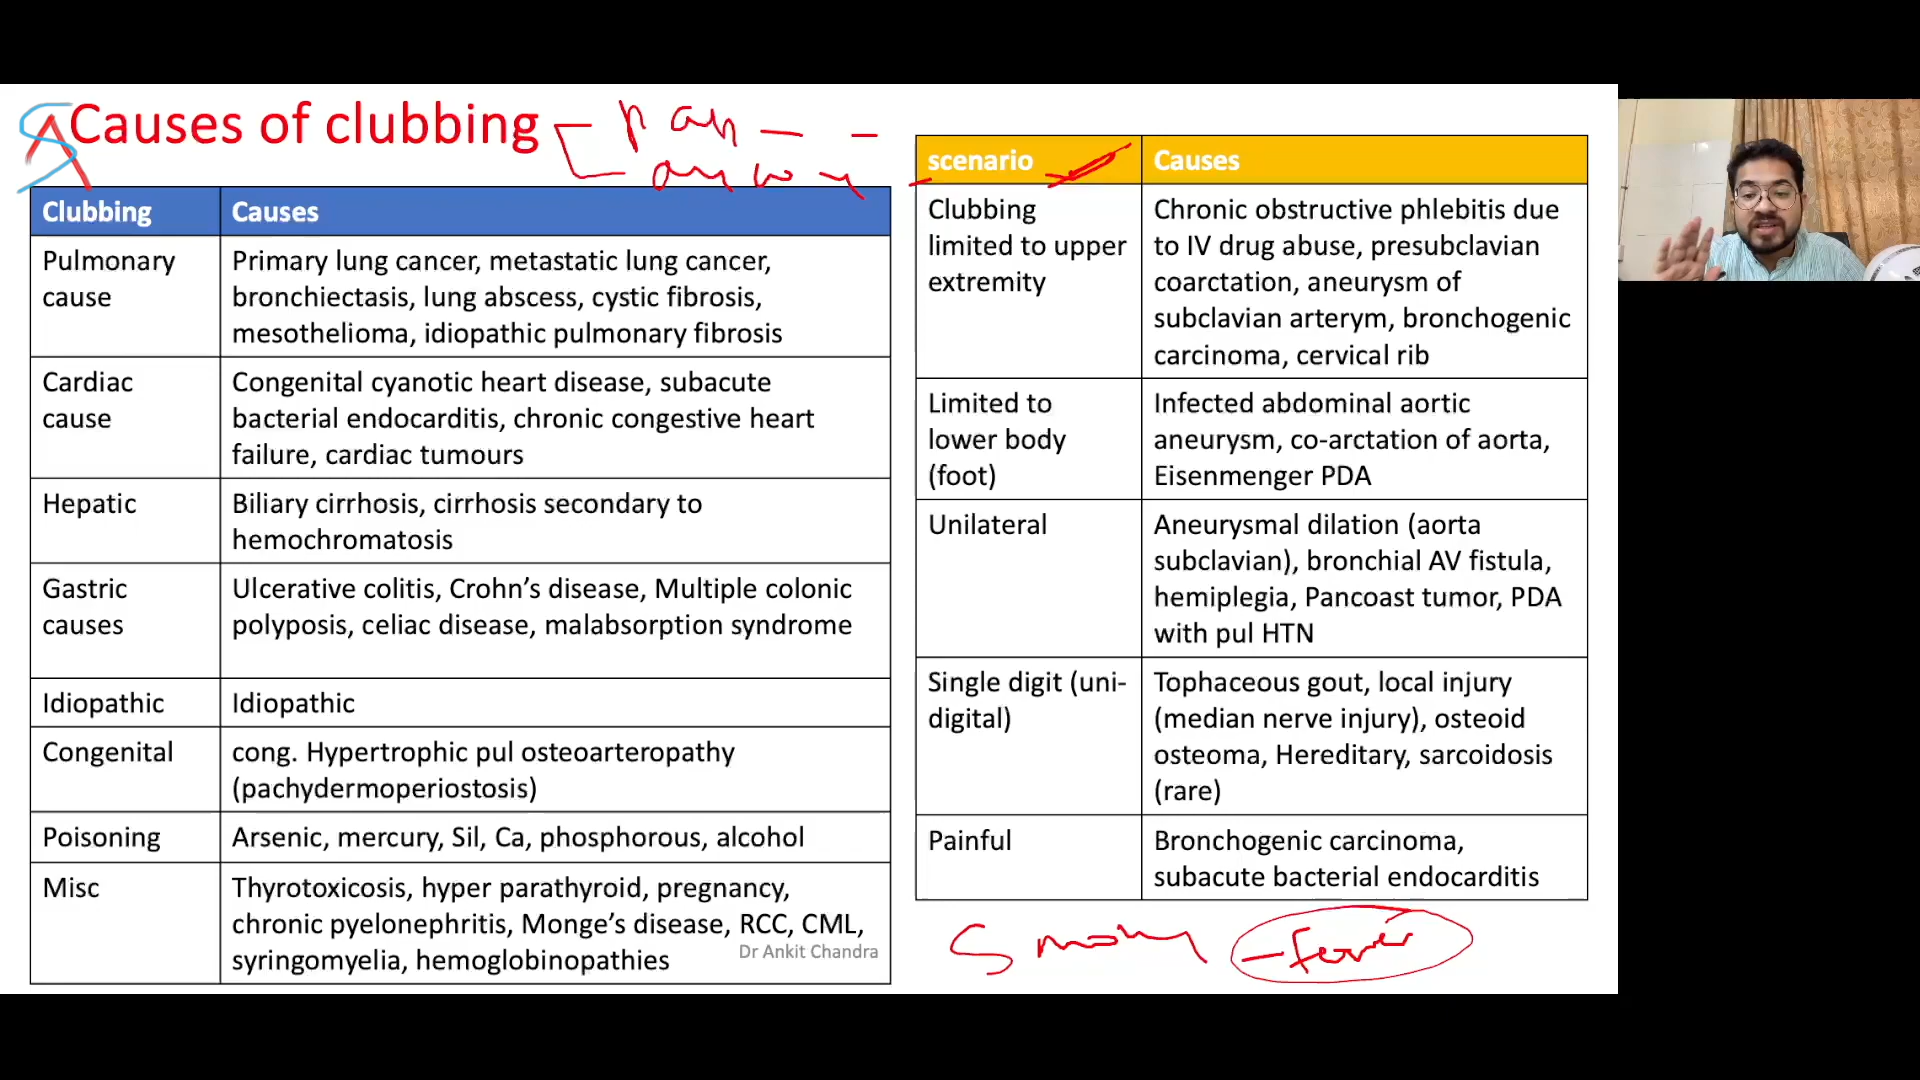 Causes of clubbing
Clubbing Causes
Pulmonary
cause
Primary lung cancer, metastatic lung cancer,
bronchiectasis, lung abscess, cystic fibrosis,
mesothelioma, idiopathic pulmonary fibrosis
Cardiac
cause
Congenital cyanotic heart disease, subacute
bacterial endocarditis, chronic congestive heart
failure, cardiac tumours
Hepatic
Biliary cirrhosis, cirrhosis secondary to
hemochromatosis
Gastric
causes
Ulcerative colitis, Crohn’s disease, Multiple colonic
polyposis, celiac disease, malabsorption syndrome
Idiopathic
Idiopathic
Congenital
cong. Hypertrophic pul osteoarteropathy
(pachydermoperiostosis)
Poisoning
Arsenic, mercury, Sil, Ca, phosphorous, alcohol
Misc
Thyrotoxicosis, hyper parathyroid, pregnancy,
chronic pyelonephritis, Monge’s disease, RCC, CML,
syringomyelia, hemoglobinopathies
Dr Ankit Chandra
scenario Causes
Clubbing
limited to upper
extremity
Chronic obstructive phlebitis due
to IV drug abuse, presubclavian
coarctation, aneurysm of
subclavian arterym, bronchogenic
carcinoma, cervical rib
Limited to
lower body
(foot)
Infected abdominal aortic
aneurysm, co-arctation of aorta,
Eisenmenger PDA
Unilateral
Aneurysmal dilation (aorta
subclavian), bronchial AV fistula,
hemiplegia, Pancoast tumor, PDA
with pul HTN
Single digit (uni-
digital)
Tophaceous gout, local injury
(median nerve injury), osteoid
osteoma, Hereditary, sarcoidosis
(rare)
Painful
Bronchogenic carcinoma,
subacute bacterial endocarditis